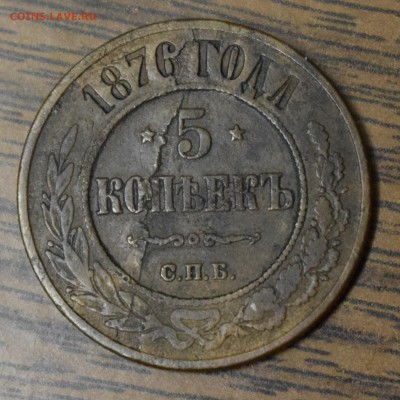 COINS.LAVE.RU
1876 ГОДА
5
КОПѢЕКЪ
С.П.Б.